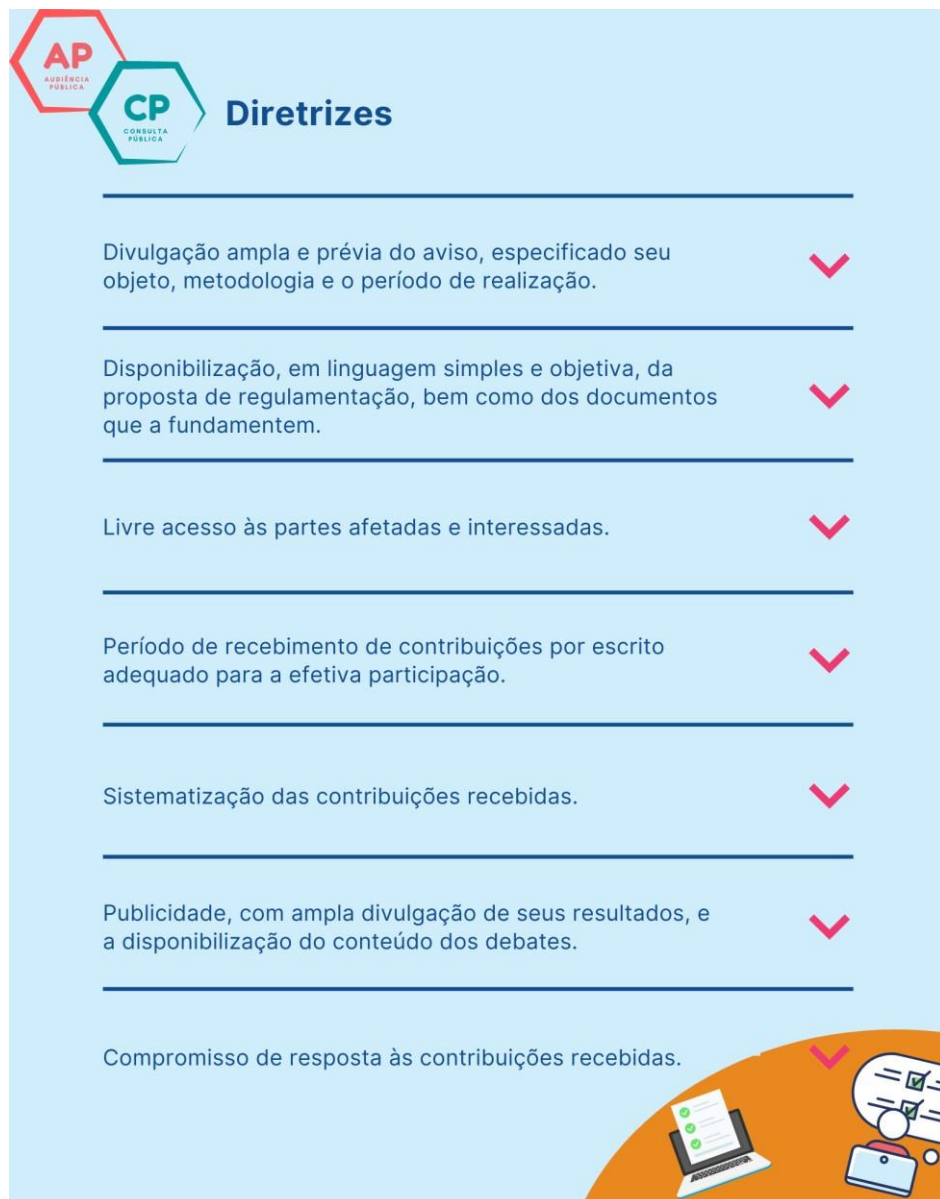 AP
AUDIÊNCIA
PÚBLICA
CP
CONSULTA
PÚBLICA
Diretrizes
Divulgação ampla e prévia do aviso, especificado seu
objeto, metodologia e o período de realização.
Disponibilização, em linguagem simples e objetiva, da
proposta de regulamentação, bem como dos documentos
que a fundamentem.
Livre acesso às partes afetadas e interessadas.
Período de recebimento de contribuições por escrito
adequado para a efetiva participação.
Sistematização das contribuições recebidas.
Publicidade, com ampla divulgação de seus resultados, e
a disponibilização do conteúdo dos debates.
Compromisso de resposta às contribuições recebidas.